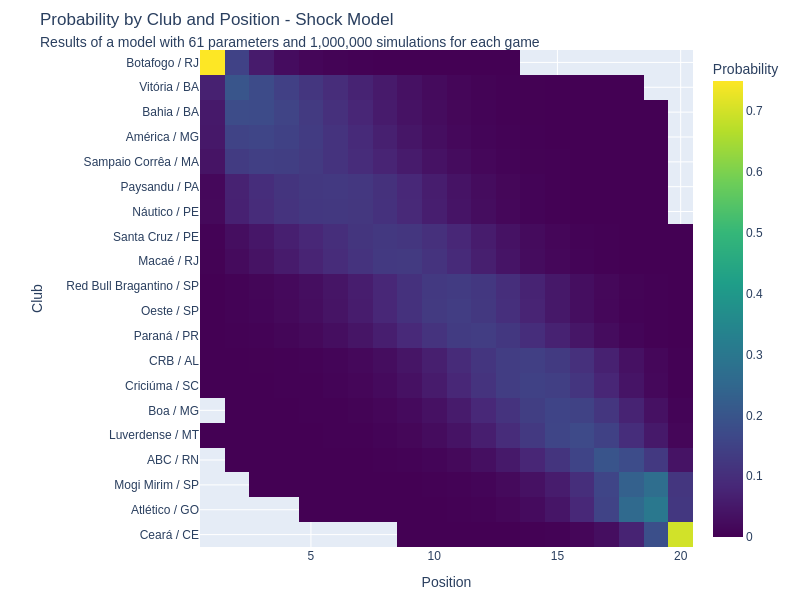 Probability by Club and Position - Shock Model
Results of a model with 61 parameters and 1,000,000 simulations for each game
Probability
Club
Botafogo / RJ
Vitória / BA
Bahia / BA
América / MG
Sampaio Corrêa / MA
Paysandu / PA
Náutico / PE
Santa Cruz / PE
Macaé / RJ
Red Bull Bragantino / SP
Oeste / SP
Paraná / PR
CRB / AL
Criciúma / SC
Boa / MG
Luverdense / MT
ABC / RN
Mogi Mirim / SP
Atlético / GO
Ceará / CE
5
10
15
20
Position
0.7
0.6
0.5
0.4
0.3
0.2
0.1
0